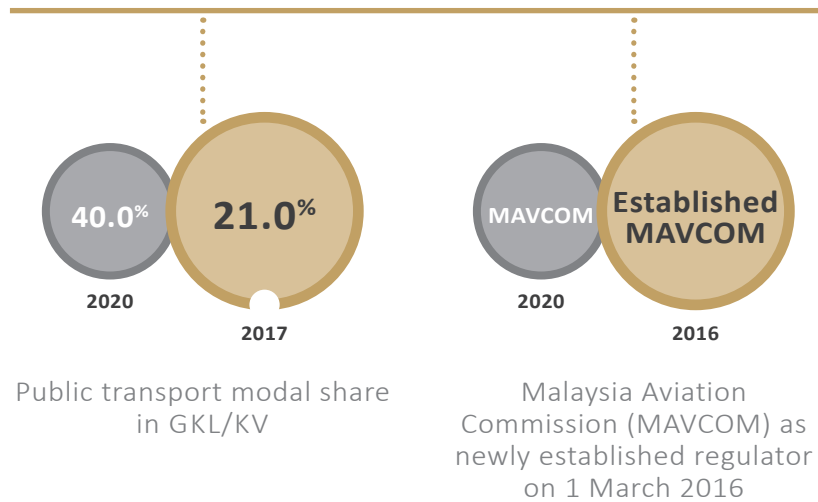 40.0%
21.0%
2020
2017
Public transport modal share
in GKL/KV
MAVCOM
Established
MAVCOM
2020
2016
Malaysia Aviation
Commission (MAVCOM) as
newly established regulator
on 1 March 2016